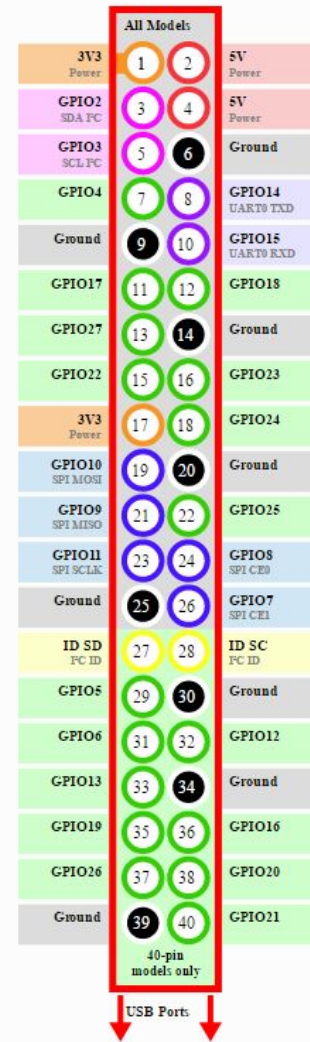 All Models
3V3 1 2 5V
Power Power
GPIO2 3 4 5V
SDA I²C Power
GPIO3 5 6 Ground
SCL I²C
GPIO4 7 8 GPIO14
UART0 TXD
Ground 9 10 GPIO15
UART0 RXD
GPIO17 11 12 GPIO18
GPIO27 13 14 Ground
GPIO22 15 16 GPIO23
3V3 17 18 GPIO24
Power
GPIO10 19 20 Ground
SPI MOSI
GPIO9 21 22 GPIO25
SPI MISO
GPIO11 23 24 GPIO8
SPI SCLK SPI CE0
Ground 25 26 GPIO7
SPI CE1
ID SD 27 28 ID SC
I²C ID I²C ID
GPIO5 29 30 Ground
GPIO6 31 32 GPIO12
GPIO13 33 34 Ground
GPIO19 35 36 GPIO16
GPIO26 37 38 GPIO20
Ground 39 40 GPIO21
40-pin
models only
USB Ports